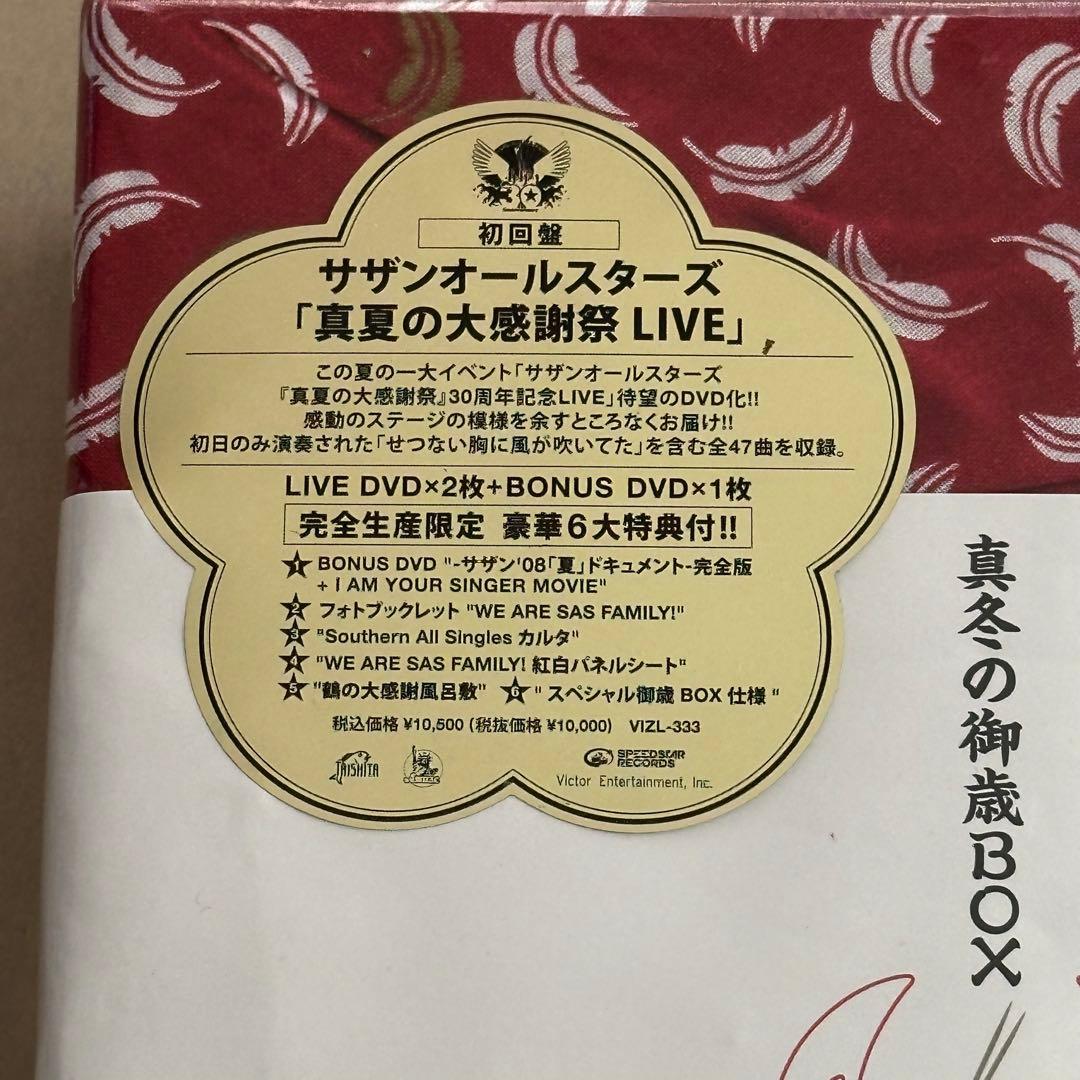 初回盤
サザンオールスターズ
「真夏の大感謝祭 LIVE」
この夏の一大イベント「サザンオールスターズ
『真夏の大感謝祭』30周年記念LIVE」待望のDVD化!!
感動のステージの模様を余すところなくお届け!!
初日のみ演奏された「せつない胸に風が吹いてた」を含む全47曲を収録。
LIVE DVD×2枚+BONUS DVD×1枚
完全生産限定 豪華6大特典付!!
1 BONUS DVD "-サザン'08「夏」ドキュメント-完全版
+ I AM YOUR SINGER MOVIE"
2 フォトブックレット "WE ARE SAS FAMILY!"
3 "Southern All Singles カルタ"
4 "WE ARE SAS FAMILY! 紅白パネルシート"
5 "鶴の大感謝風呂敷" 6 " スペシャル御歳 BOX 仕様 "
税込価格 ¥10,500 (税抜価格 ¥10,000) VIZL-333
TAISHITA
SPEEDSTAR
RECORDS
Victor Entertainment, Inc.
真冬の御歳BOX